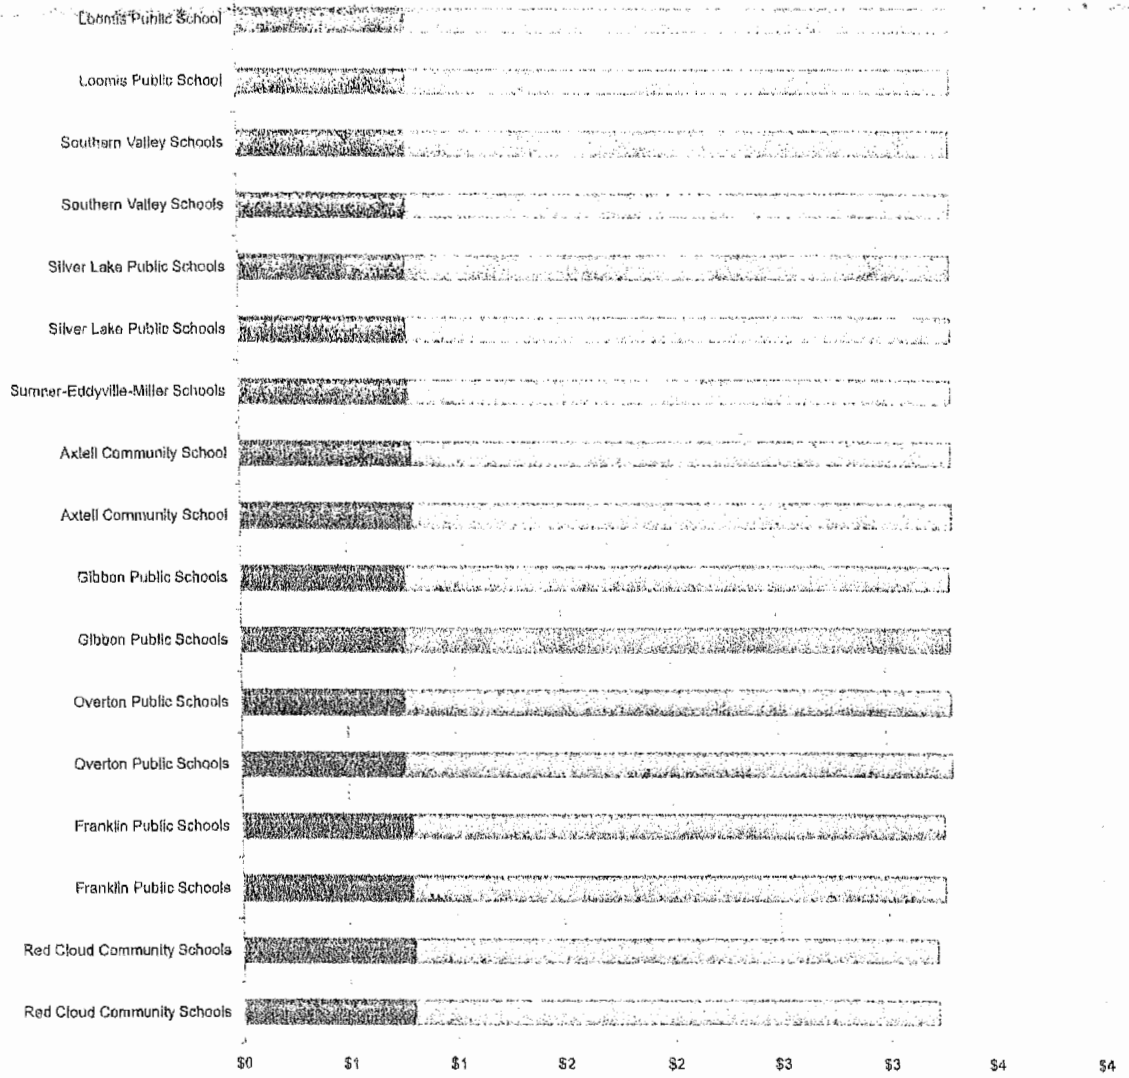 Loomis Public School
Loomis Public School
Southern Valley Schools
Southern Valley Schools
Silver Lake Public Schools
Silver Lake Public Schools
Sumner-Eddyville-Miller Schools
Axtell Community School
Axtell Community School
Gibbon Public Schools
Gibbon Public Schools
Overton Public Schools
Overton Public Schools
Franklin Public Schools
Franklin Public Schools
Red Cloud Community Schools
Red Cloud Community Schools
$0 $1 $1 $2 $2 $3 $3 $4 $4